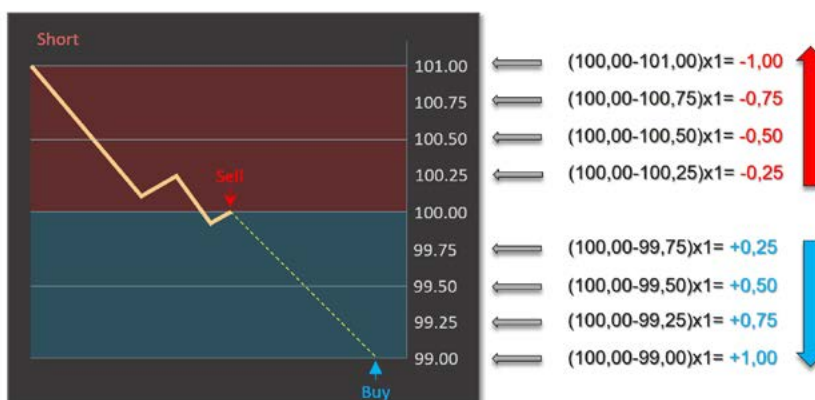 Short
101.00 (100,00-101,00)x1= -1,00
100.75 (100,00-100,75)x1= -0,75
100.50 (100,00-100,50)x1= -0,50
100.25 (100,00-100,25)x1= -0,25
Sell
100.00
99.75 (100,00-99,75)x1= +0,25
99.50 (100,00-99,50)x1= +0,50
99.25 (100,00-99,25)x1= +0,75
99.00 (100,00-99,00)x1= +1,00
Buy